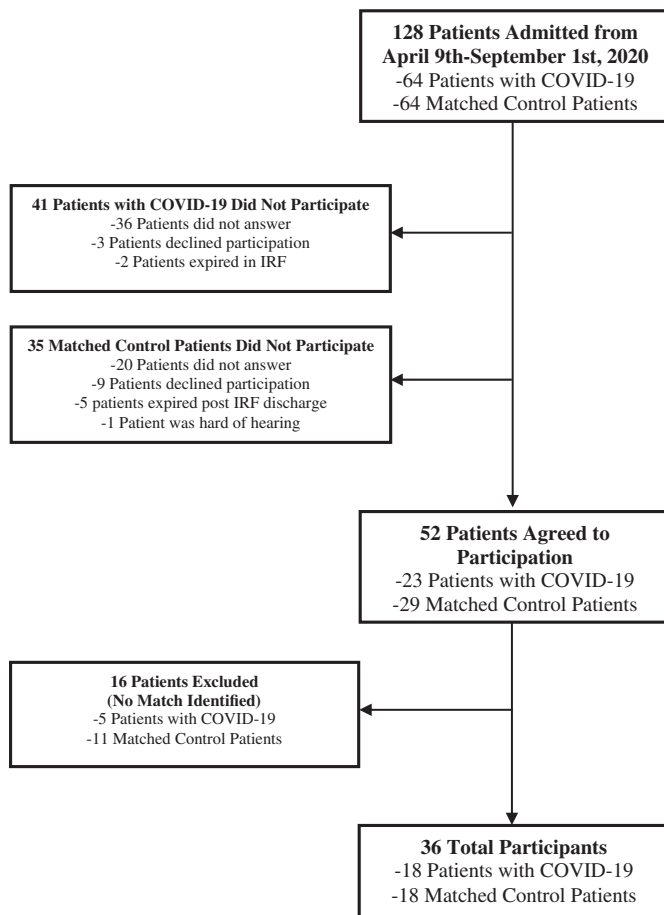 128 Patients Admitted from
April 9th-September 1st, 2020
-64 Patients with COVID-19
-64 Matched Control Patients
41 Patients with COVID-19 Did Not Participate
-36 Patients did not answer
-3 Patients declined participation
-2 Patients expired in IRF
35 Matched Control Patients Did Not Participate
-20 Patients did not answer
-9 Patients declined participation
-5 patients expired post IRF discharge
-1 Patient was hard of hearing
52 Patients Agreed to
Participation
-23 Patients with COVID-19
-29 Matched Control Patients
16 Patients Excluded
(No Match Identified)
-5 Patients with COVID-19
-11 Matched Control Patients
36 Total Participants
-18 Patients with COVID-19
-18 Matched Control Patients